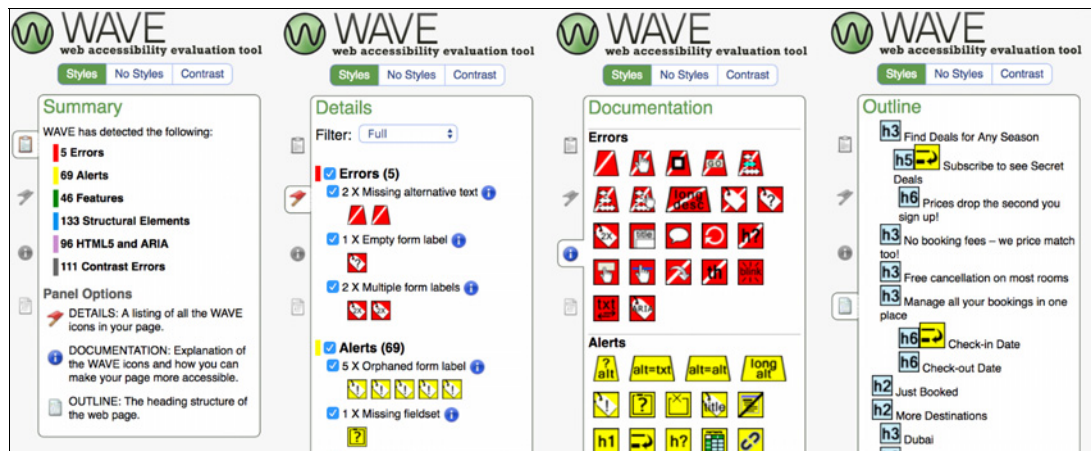 WAVE
web accessibility evaluation tool
Styles No Styles Contrast
Summary
WAVE has detected the following:
5 Errors
69 Alerts
46 Features
133 Structural Elements
96 HTML5 and ARIA
111 Contrast Errors
Panel Options
DETAILS: A listing of all the WAVE
icons in your page.
DOCUMENTATION: Explanation of
the WAVE icons and how you can
make your page more accessible.
OUTLINE: The heading structure of
the web page.
WAVE
web accessibility evaluation tool
Styles No Styles Contrast
Details
Filter: Full
Errors (5)
2 X Missing alternative text
1 X Empty form label
?
2 X Multiple form labels
2X 2X
Alerts (69)
5 X Orphaned form label
! ! ! ! !
1 X Missing fieldset
?
WAVE
web accessibility evaluation tool
Styles No Styles Contrast
Documentation
Errors
GO
long
desc
?
2X title h?
th blink
txt ARIA
Alerts
?
alt alt=txt alt=alt long
alt
! ? title
h1 h?
WAVE
web accessibility evaluation tool
Styles No Styles Contrast
Outline
h3 Find Deals for Any Season
h5 Subscribe to see Secret
Deals
h6 Prices drop the second you
sign up!
h3 No booking fees – we price match
too!
h3 Free cancellation on most rooms
h3 Manage all your bookings in one
place
h6 Check-in Date
h6 Check-out Date
h2 Just Booked
h2 More Destinations
h3 Dubai